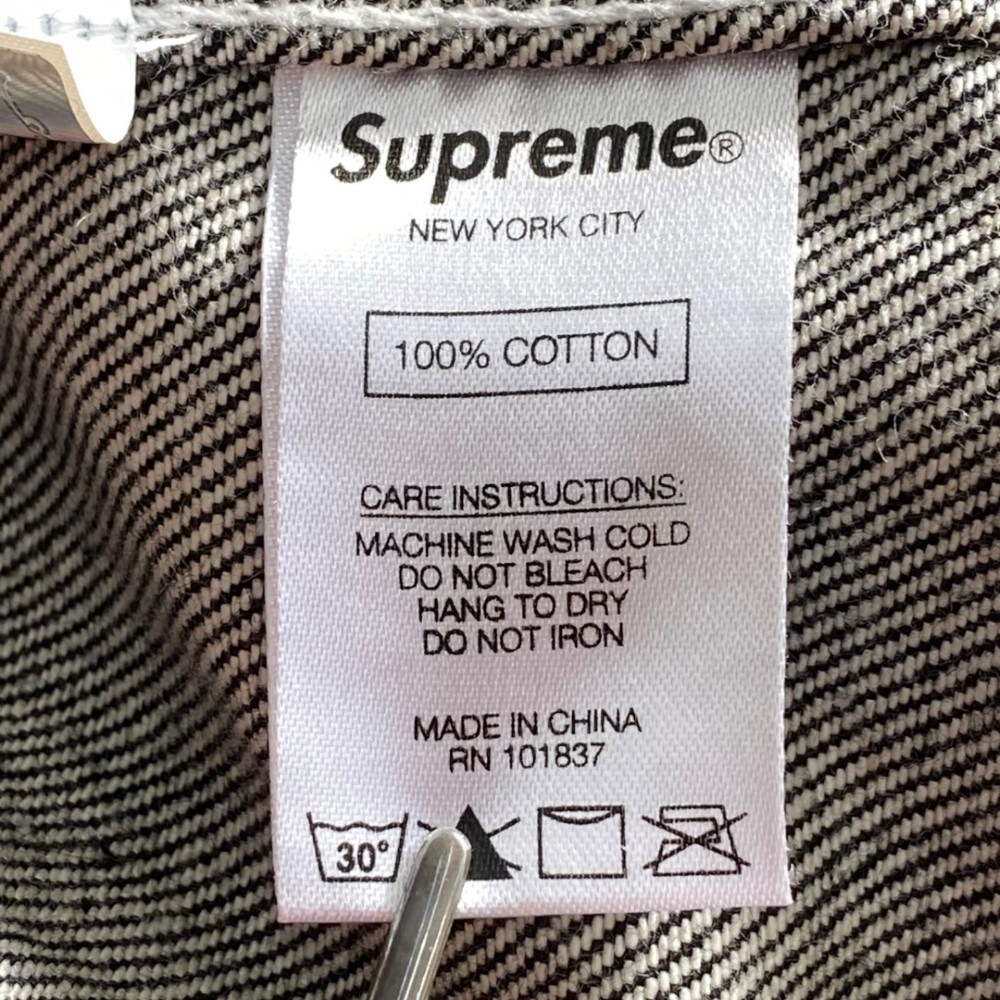 Supreme®
NEW YORK CITY
100% COTTON
CARE INSTRUCTIONS:
MACHINE WASH COLD
DO NOT BLEACH
HANG TO DRY
DO NOT IRON
MADE IN CHINA
RN 101837
30°